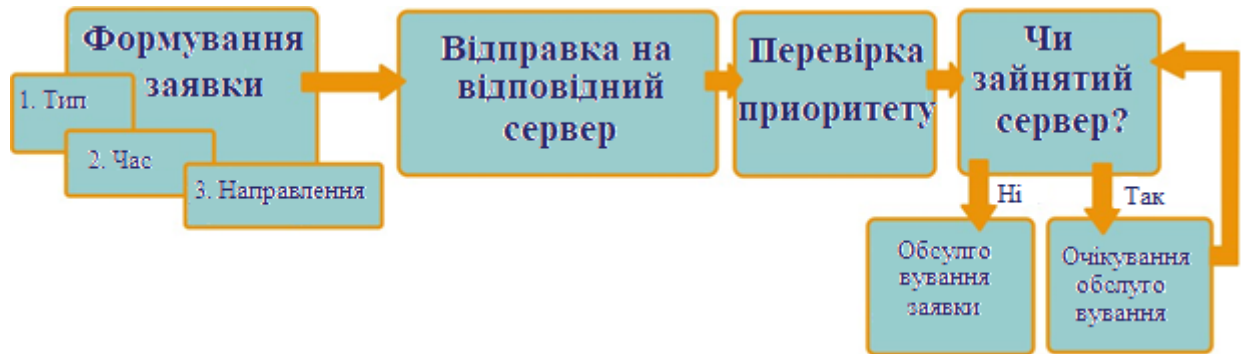 Формування
заявки
1. Тип
2. Час
3. Направлення
Відправка на
відповідний
сервер
Перевірка
приоритету
Чи
зайнятий
сервер?
Ні
Так
Обсулго
вування
заявки
Очікування
обслуго
вування